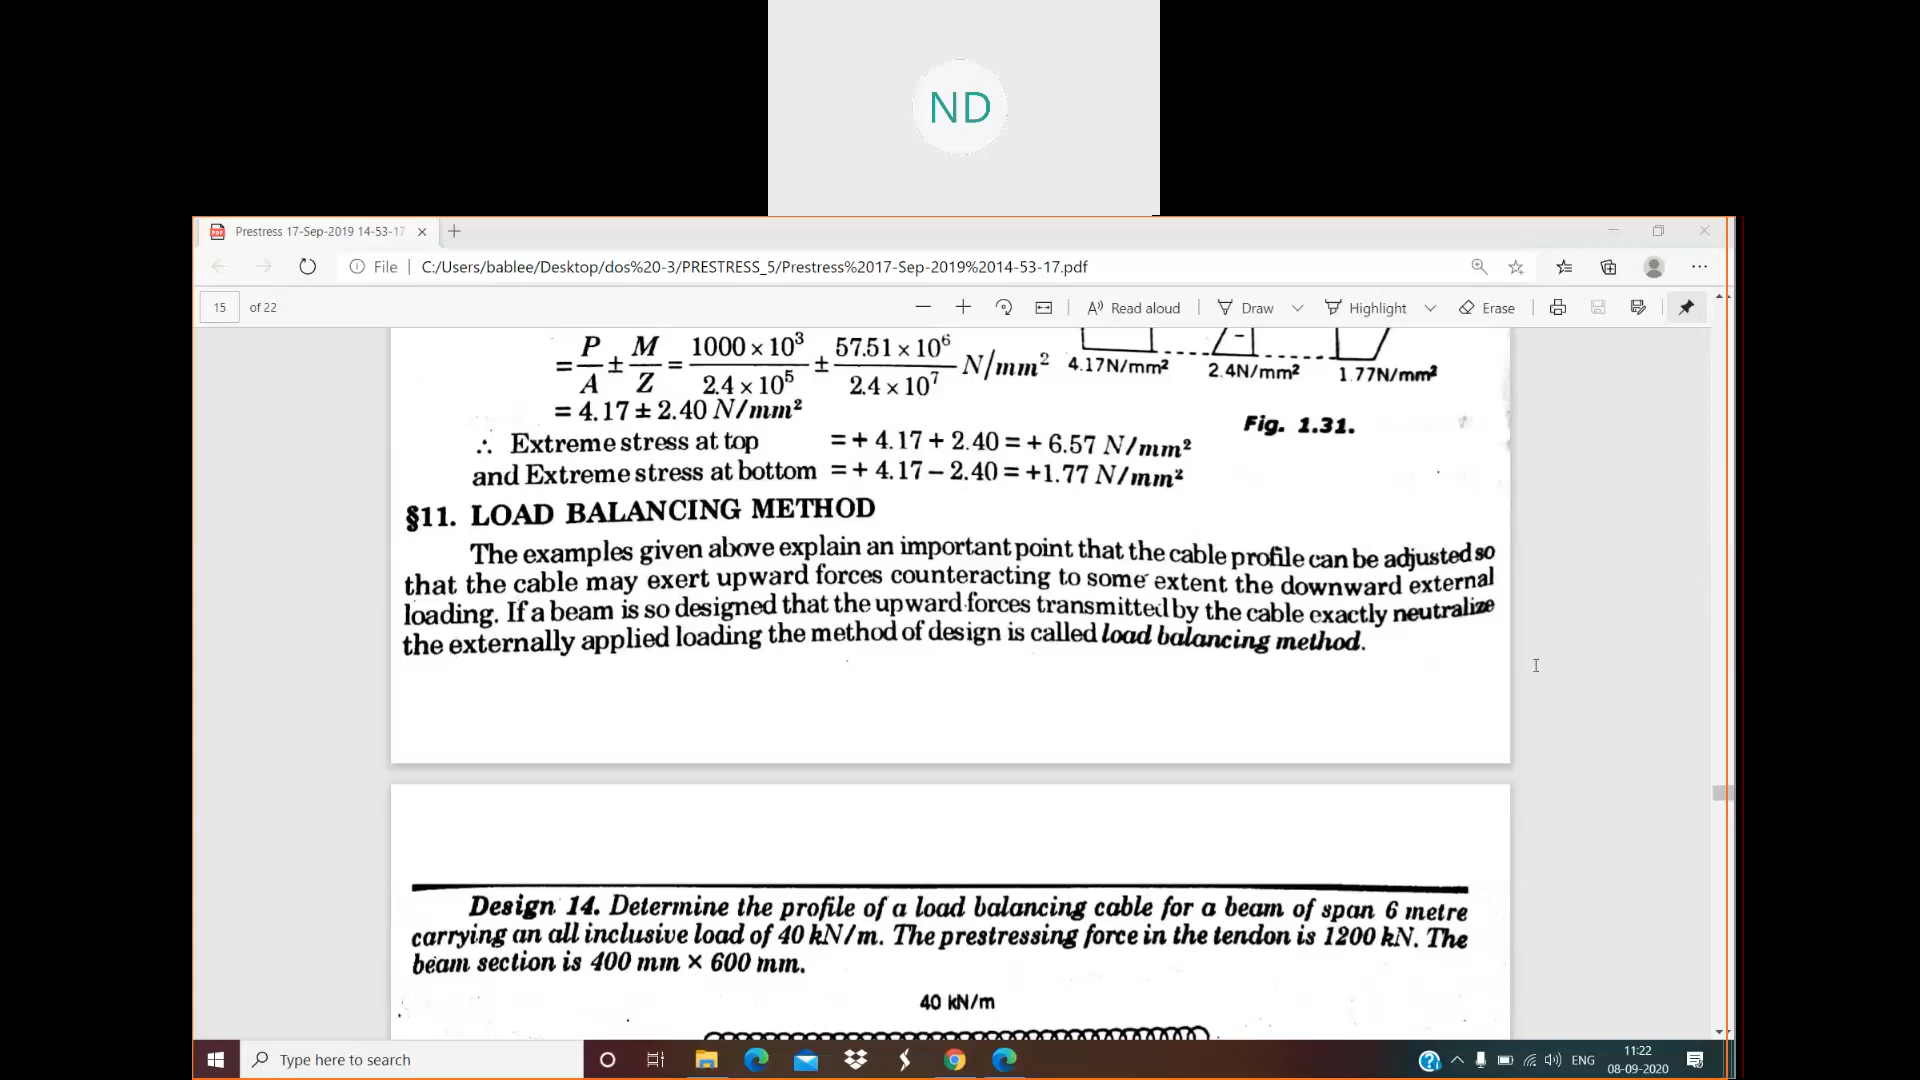 ND
Prestress 17-Sep-2019 14-53-17
File | C:/Users/bablee/Desktop/dos%20-3/PRESTRESS_5/Prestress%2017-Sep-2019%2014-53-17.pdf
15 of 22 Read aloud Draw Highlight Erase
= P/A ± M/Z = 1000 × 10³ / 2.4 × 10⁵ ± 57.51 × 10⁶ / 2.4 × 10⁷ N/mm² 4.17N/mm² 2.4N/mm² 1.77N/mm²
= 4.17 ± 2.40 N/mm²
Fig. 1.31.
∴ Extreme stress at top = + 4.17 + 2.40 = + 6.57 N/mm²
and Extreme stress at bottom = + 4.17 – 2.40 = +1.77 N/mm²
§11. LOAD BALANCING METHOD
The examples given above explain an important point that the cable profile can be adjusted so
that the cable may exert upward forces counteracting to some extent the downward external
loading. If a beam is so designed that the upward forces transmitted by the cable exactly neutralize
the externally applied loading the method of design is called load balancing method.
Design 14. Determine the profile of a load balancing cable for a beam of span 6 metre
carrying an all inclusive load of 40 kN/m. The prestressing force in the tendon is 1200 kN. The
beam section is 400 mm × 600 mm.
40 kN/m
Type here to search
ENG
11:22
08-09-2020